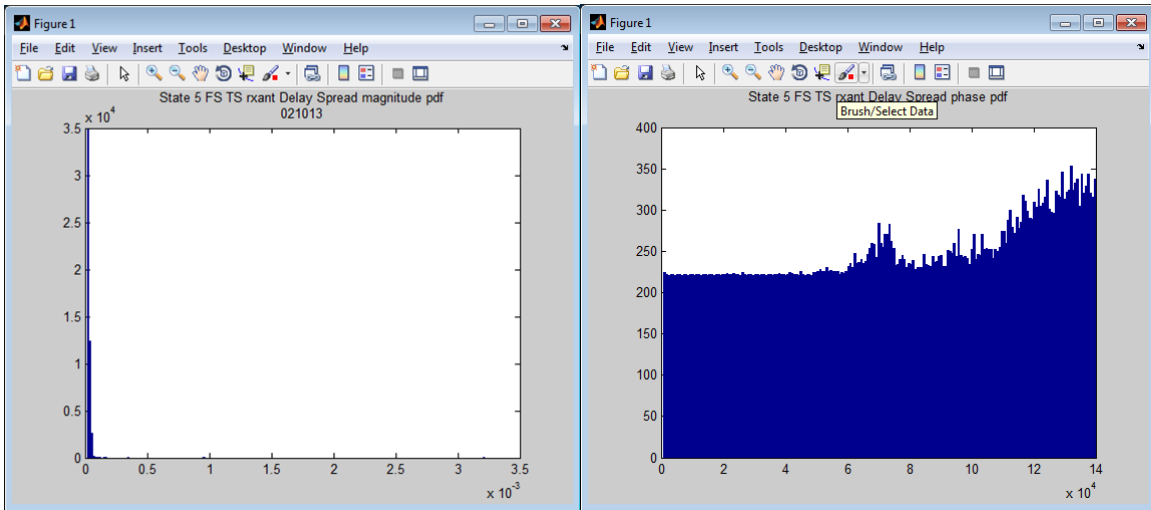 Figure 1
File Edit View Insert Tools Desktop Window Help
State 5 FS TS rxant Delay Spread magnitude pdf
021013
x 10^4
3.5
3
2.5
2
1.5
1
0.5
0
0 0.5 1 1.5 2 2.5 3 3.5
x 10^-3
Figure 1
File Edit View Insert Tools Desktop Window Help
State 5 FS TS rxant Delay Spread phase pdf
Brush/Select Data
400
350
300
250
200
150
100
50
0
0 2 4 6 8 10 12 14
x 10^4